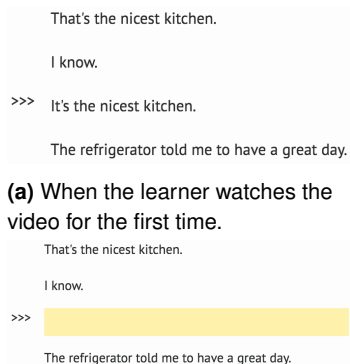 That's the nicest kitchen.
I know.
>>> It's the nicest kitchen.
The refrigerator told me to have a great day.
(a) When the learner watches the
video for the first time.
That's the nicest kitchen.
I know.
>>>
The refrigerator told me to have a great day.